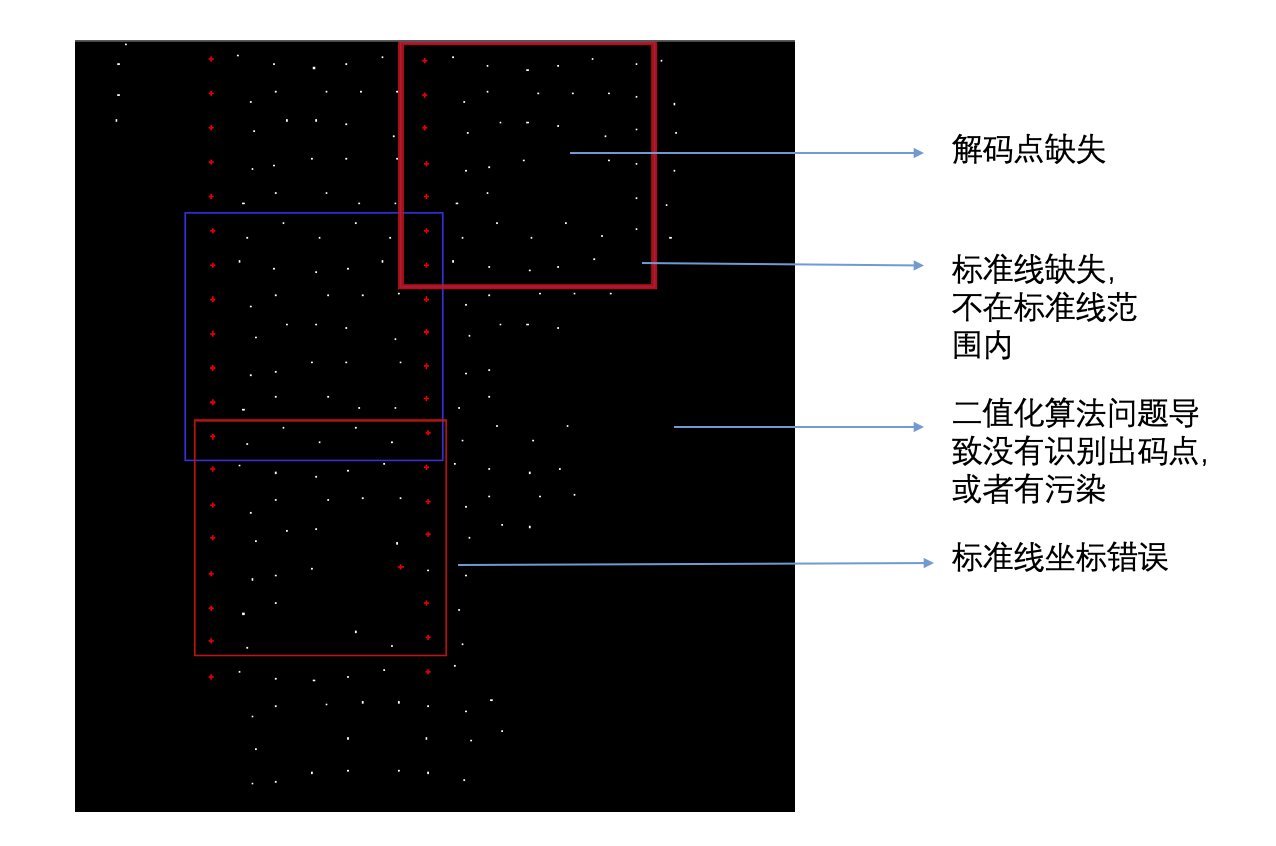 解码点缺失
标准线缺失,
不在标准线范
围内
二值化算法问题导
致没有识别出码点,
或者有污染
标准线坐标错误